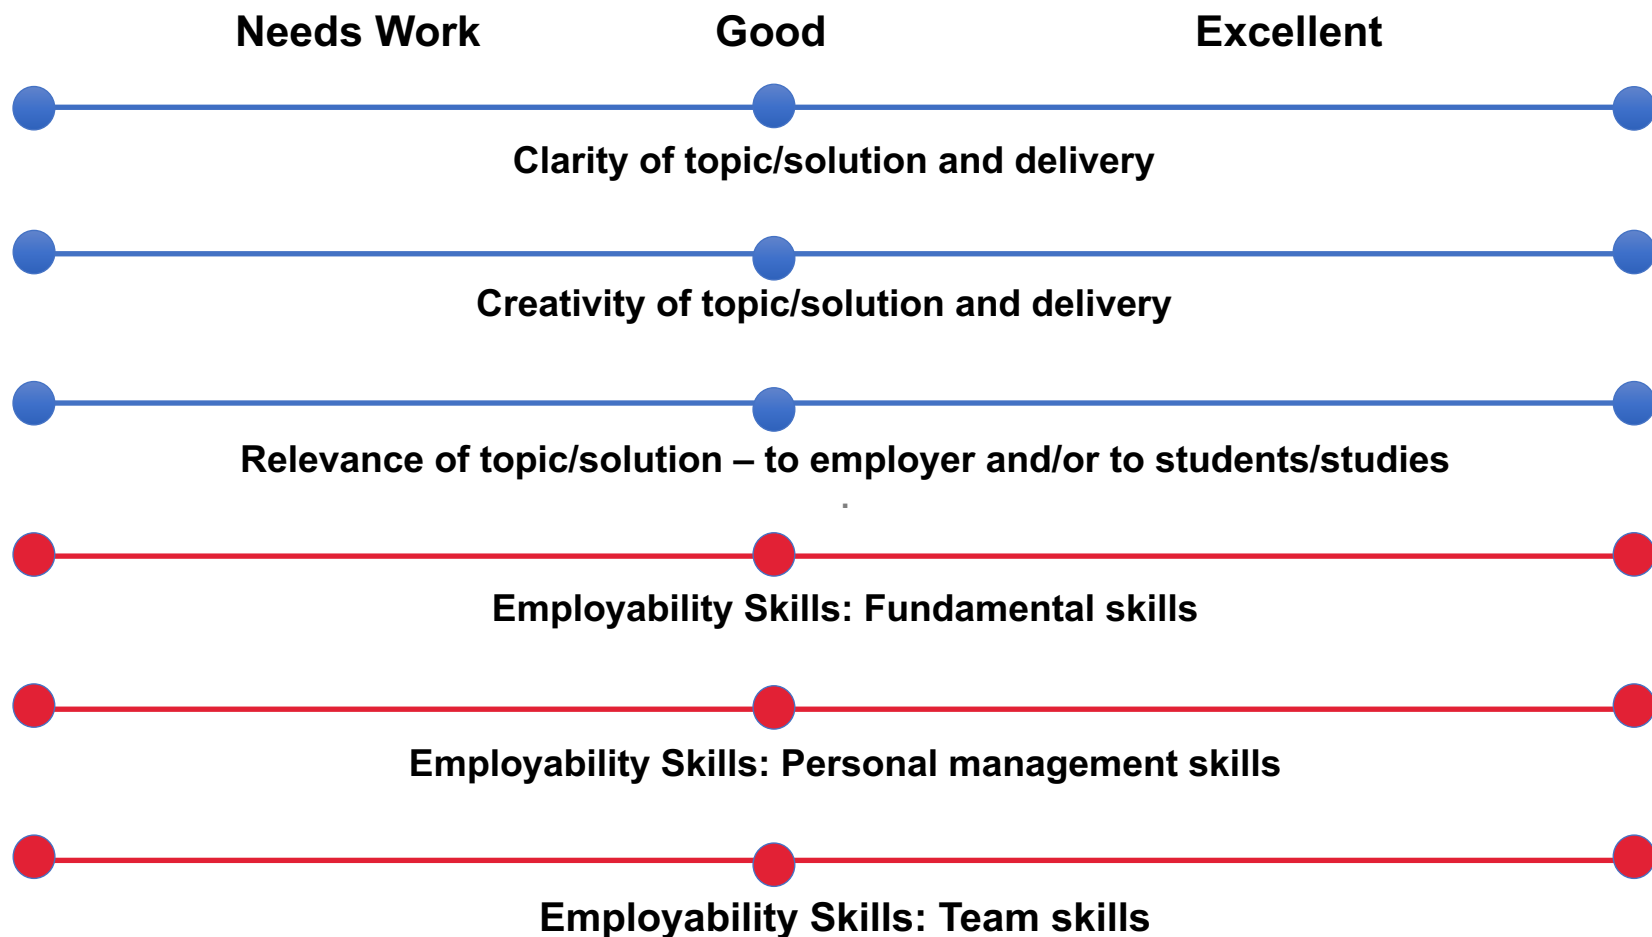 Needs Work Good Excellent
Clarity of topic/solution and delivery
Creativity of topic/solution and delivery
Relevance of topic/solution – to employer and/or to students/studies
.
Employability Skills: Fundamental skills
Employability Skills: Personal management skills
Employability Skills: Team skills